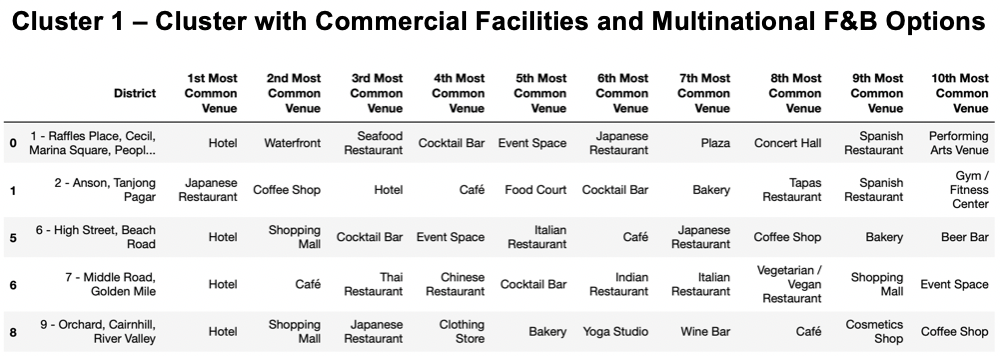 Cluster 1 – Cluster with Commercial Facilities and Multinational F&B Options
District 1st Most Common Venue 2nd Most Common Venue 3rd Most Common Venue 4th Most Common Venue 5th Most Common Venue 6th Most Common Venue 7th Most Common Venue 8th Most Common Venue 9th Most Common Venue 10th Most Common Venue
0 1 - Raffles Place, Cecil, Marina Square, Peopl... Hotel Waterfront Seafood Restaurant Cocktail Bar Event Space Japanese Restaurant Plaza Concert Hall Spanish Restaurant Performing Arts Venue
1 2 - Anson, Tanjong Pagar Japanese Restaurant Coffee Shop Hotel Café Food Court Cocktail Bar Bakery Tapas Restaurant Spanish Restaurant Gym / Fitness Center
5 6 - High Street, Beach Road Hotel Shopping Mall Cocktail Bar Event Space Italian Restaurant Café Japanese Restaurant Coffee Shop Bakery Beer Bar
6 7 - Middle Road, Golden Mile Hotel Café Thai Restaurant Chinese Restaurant Cocktail Bar Indian Restaurant Italian Restaurant Vegetarian / Vegan Restaurant Shopping Mall Event Space
8 9 - Orchard, Cairnhill, River Valley Hotel Shopping Mall Japanese Restaurant Clothing Store Bakery Yoga Studio Wine Bar Café Cosmetics Shop Coffee Shop